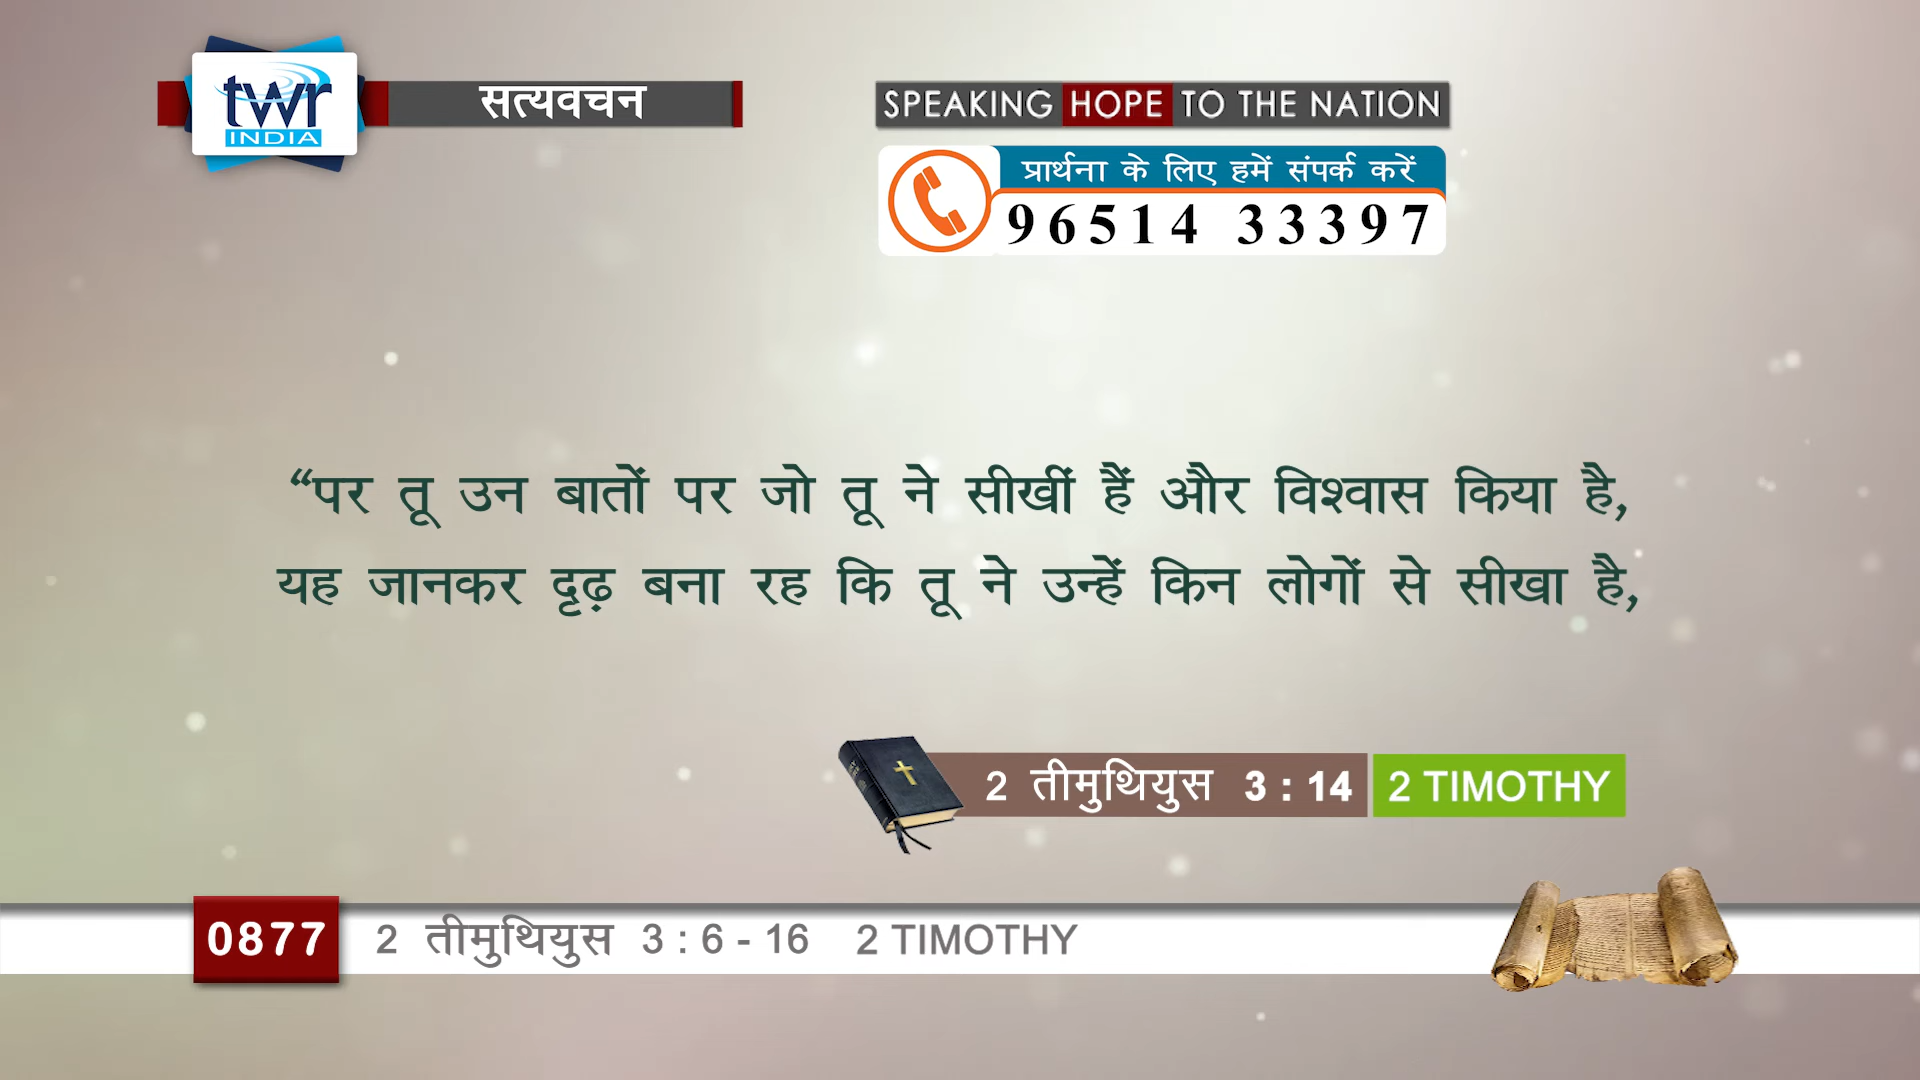 twr
INDIA
सत्यवचन
SPEAKING HOPE TO THE NATION
प्रार्थना के लिए हमें संपर्क करें
96514 33397
“पर तू उन बातों पर जो तू ने सीखीं हैं और विश्वास किया है,
यह जानकर दृढ़ बना रह कि तू ने उन्हें किन लोगों से सीखा है,
2 तीमुथियुस 3 : 14 2 TIMOTHY
0877 2 तीमुथियुस 3 : 6 - 16 2 TIMOTHY